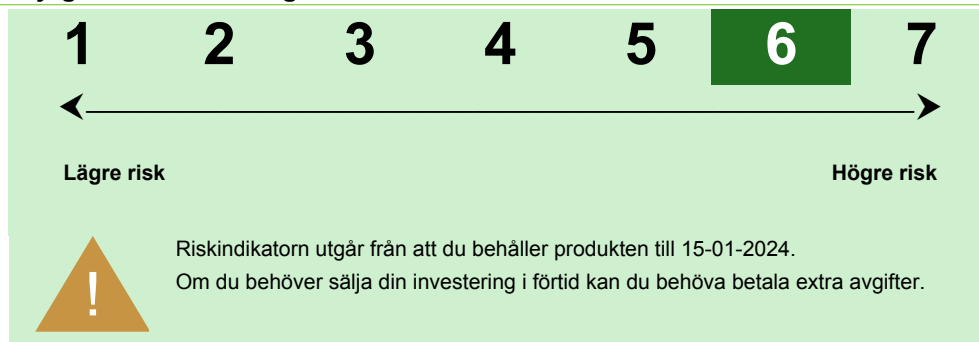 1 2 3 4 5 6 7
Lägre risk Högre risk
!
Riskindikatorn utgår från att du behåller produkten till 15-01-2024.
Om du behöver sälja din investering i förtid kan du behöva betala extra avgifter.